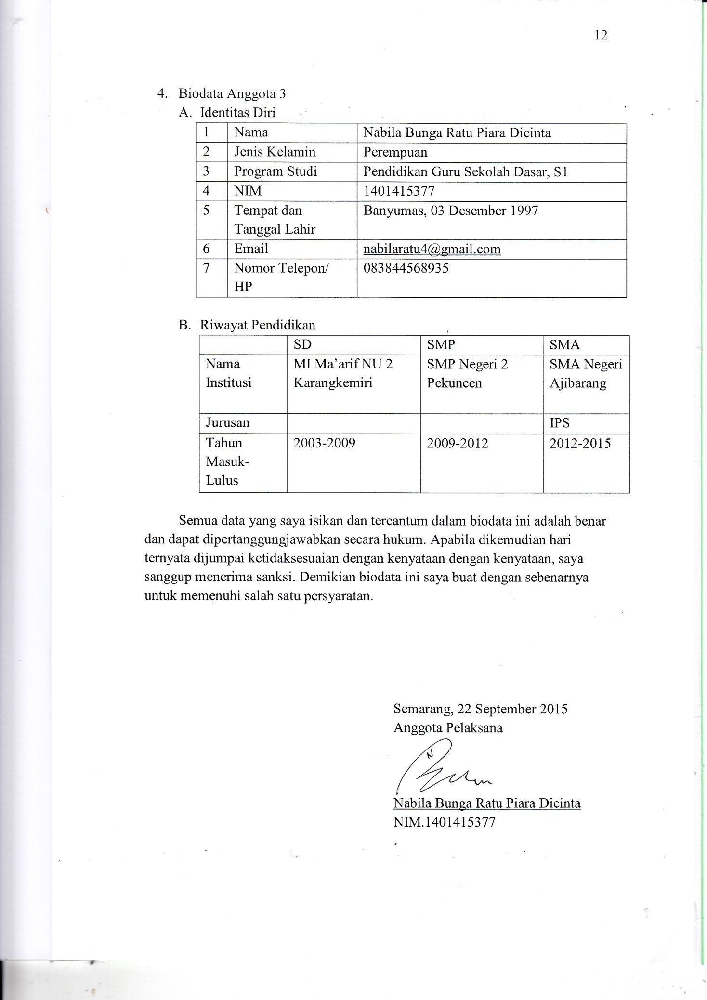 12
4. Biodata Anggota 3
A. Identitas Diri
1 Nama Nabila Bunga Ratu Piara Dicinta
2 Jenis Kelamin Perempuan
3 Program Studi Pendidikan Guru Sekolah Dasar, S1
4 NIM 1401415377
5 Tempat dan Banyumas, 03 Desember 1997
Tanggal Lahir
6 Email nabilaratu4@gmail.com
7 Nomor Telepon/ 083844568935
HP
B. Riwayat Pendidikan
SD SMP SMA
Nama MI Ma’arif NU 2 SMP Negeri 2 SMA Negeri
Institusi Karangkemiri Pekuncen Ajibarang
Jurusan IPS
Tahun 2003-2009 2009-2012 2012-2015
Masuk-
Lulus
Semua data yang saya isikan dan tercantum dalam biodata ini adalah benar
dan dapat dipertanggungjawabkan secara hukum. Apabila dikemudian hari
ternyata dijumpai ketidaksesuaian dengan kenyataan dengan kenyataan, saya
sanggup menerima sanksi. Demikian biodata ini saya buat dengan sebenarnya
untuk memenuhi salah satu persyaratan.
Semarang, 22 September 2015
Anggota Pelaksana
Nabila Bunga Ratu Piara Dicinta
NIM.1401415377